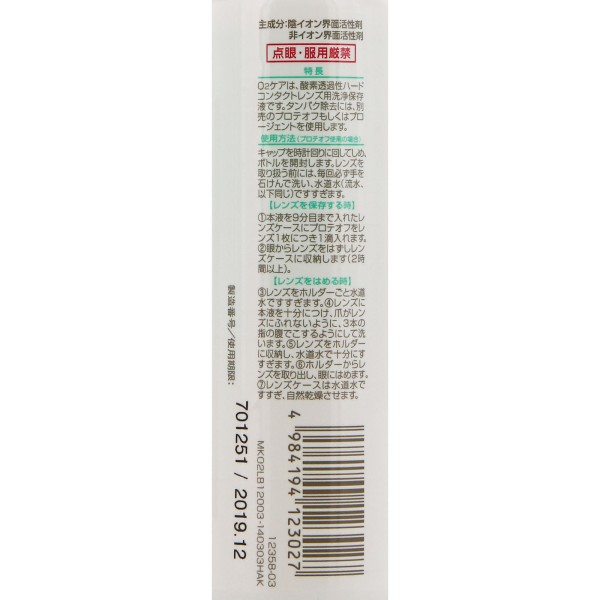 主成分:陰イオン界面活性剤
非イオン界面活性剤
点眼・服用厳禁
特長
O2ケアは、酸素透過性ハード
コンタクトレンズ用洗浄保存
液です。タンパク除去には、別
売のプロテオフもしくはプロ
ージェントを使用します。
使用方法(プロテオフ使用の場合)
キャップを時計回りに回してしめ、
ボトルを開封します。レンズを
取り扱う前には、毎回必ず手を
石けんで洗い、水道水(流水、
以下同じ)ですすぎます。
【レンズを保存する時】
①本液を9分目まで入れたレ
ンズケースにプロテオフをレ
ンズ1枚につき1滴入れます。
②眼からレンズをはずしレン
ズケースに収納します(2時
間以上)。
【レンズをはめる時】
③レンズをホルダーごと水道
水ですすぎます。④レンズに
本液を十分につけ、爪がレン
ズにふれないように、3本の
指の腹でこするようにして洗
います。⑤レンズをホルダー
に収納し、水道水で十分にす
すぎます。⑥ホルダーからレ
ンズを取り出し、眼にはめます。
⑦レンズケースは水道水で
すすぎ、自然乾燥させます。
製造番号/使用期限:
701251 / 2019.12
MKO2LB12003-140303HAK
12358-03
4 984194 123027